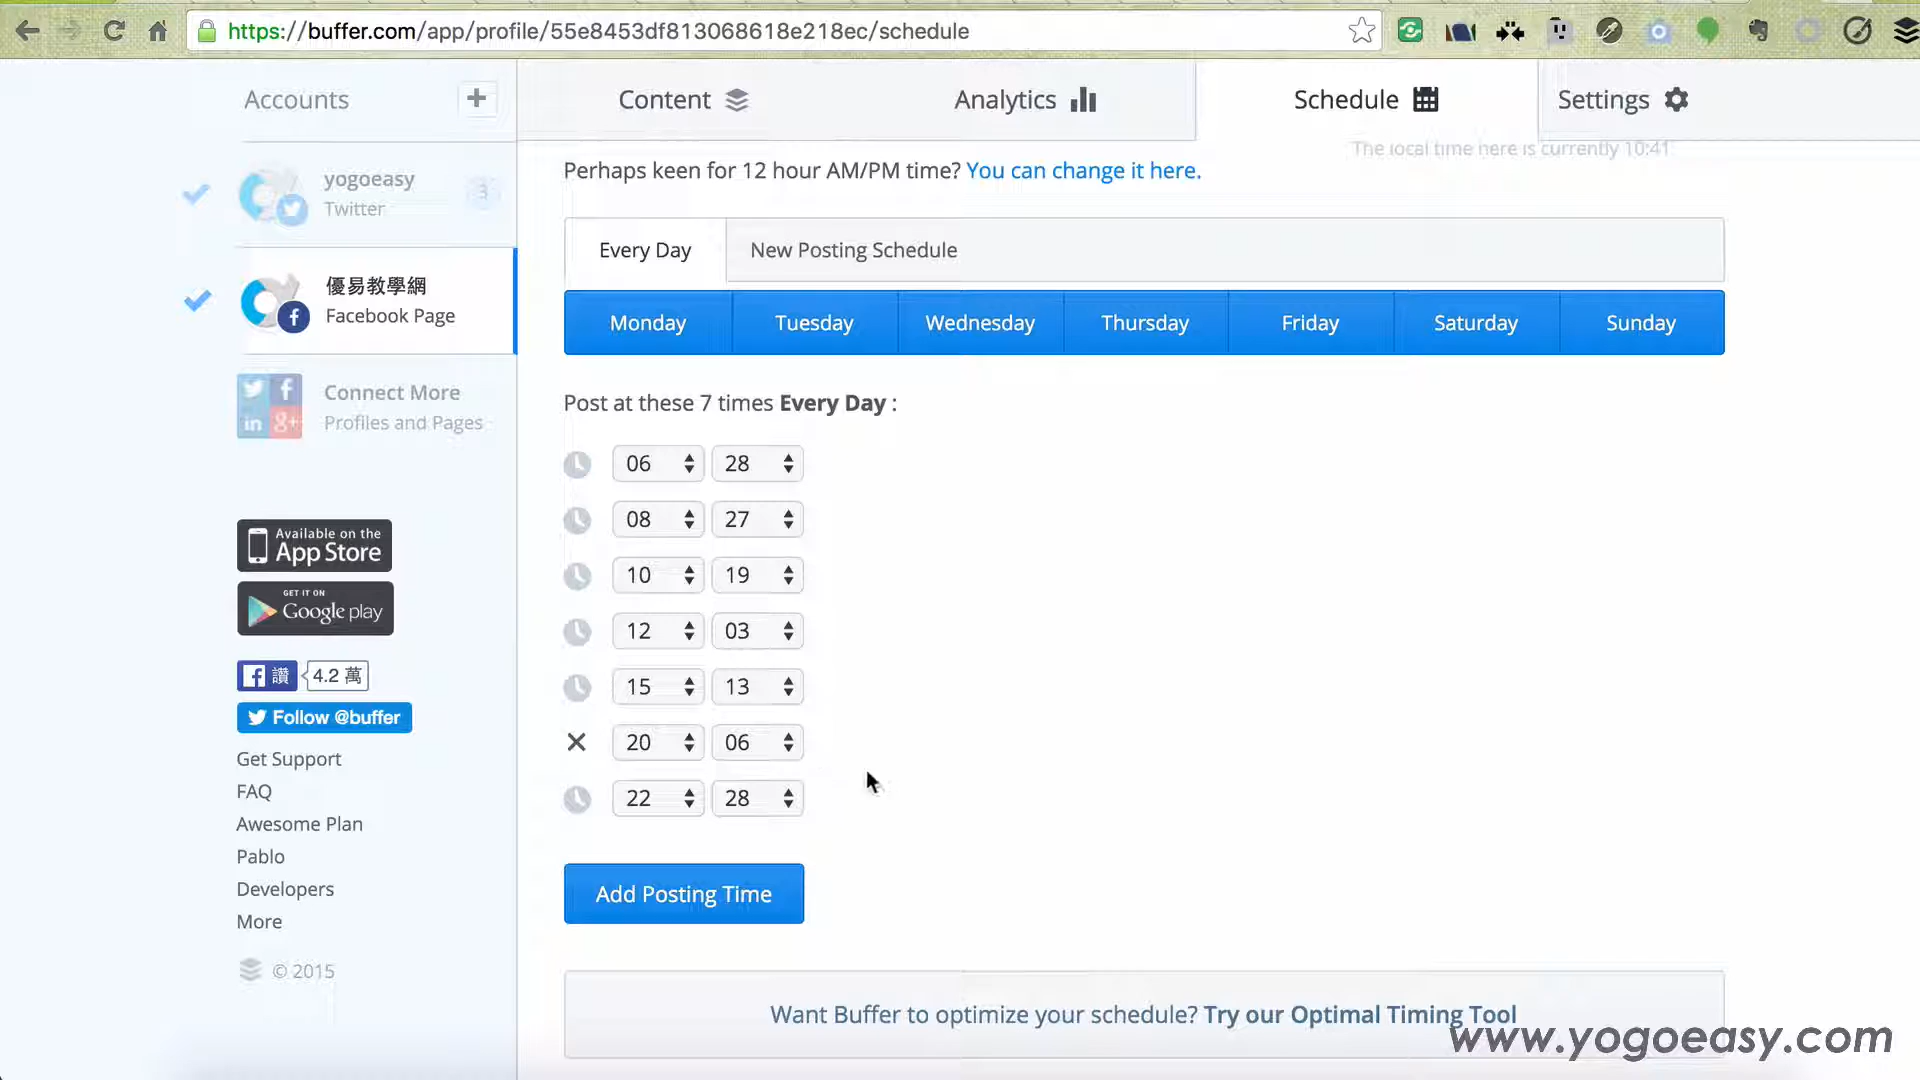 https://buffer.com/app/profile/55e8453df813068618e218ec/schedule
Accounts
Content
Analytics
Schedule
Settings
The local time here is currently 10:41
Perhaps keen for 12 hour AM/PM time? You can change it here.
yogoeasy
Twitter
3
優易教學網
Facebook Page
Connect More
Profiles and Pages
Every Day
New Posting Schedule
Monday
Tuesday
Wednesday
Thursday
Friday
Saturday
Sunday
Post at these 7 times Every Day :
06 28
08 27
10 19
12 03
15 13
20 06
22 28
Add Posting Time
Available on the
App Store
GET IT ON
Google play
讚 4.2 萬
Follow @buffer
Get Support
FAQ
Awesome Plan
Pablo
Developers
More
© 2015
Want Buffer to optimize your schedule? Try our Optimal Timing Tool
www.yogoeasy.com